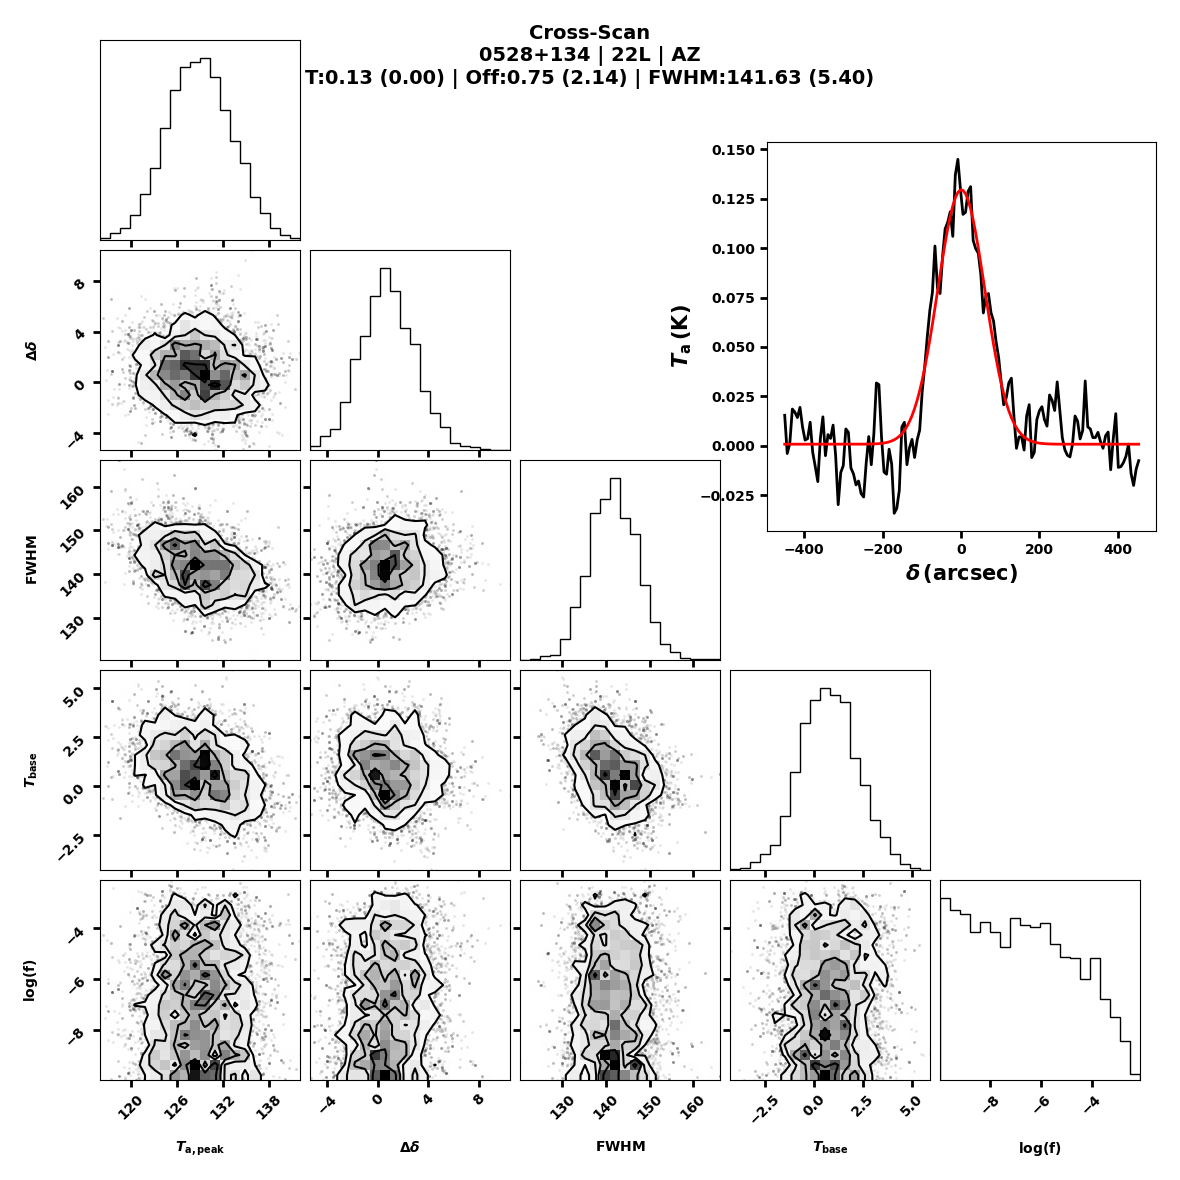 Cross-Scan
0528+134 | 22L | AZ
T:0.13 (0.00) | Off:0.75 (2.14) | FWHM:141.63 (5.40)
0.150
0.125
0.100
0.075
0.050
0.025
0.000
−0.025
Ta (K)
−400 −200 0 200 400
δ (arcsec)
8
4
0
−4
Δδ
160
150
140
130
FWHM
5.0
2.5
0.0
−2.5
Tbase
−4
−6
−8
log(f)
120 126 132 138
−4 0 4 8
130 140 150 160
−2.5 0.0 2.5 5.0
−8 −6 −4
Ta,peak
Δδ
FWHM
Tbase
log(f)